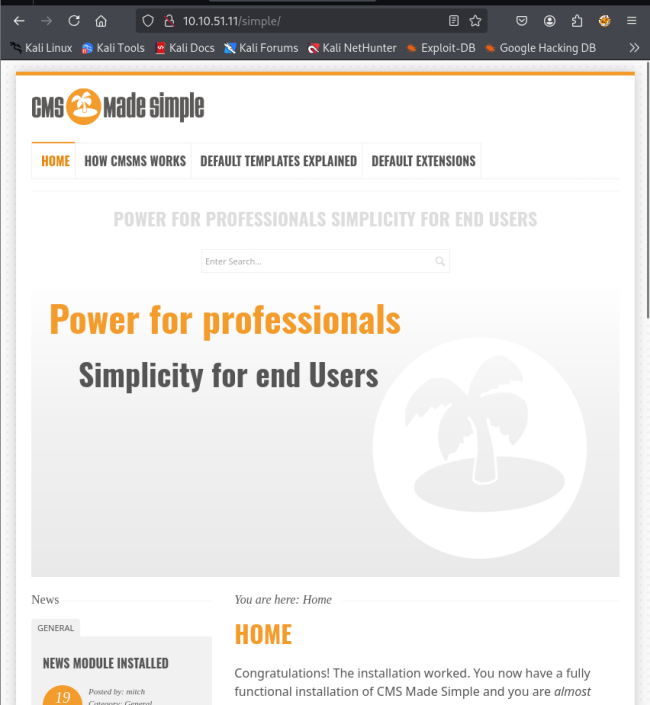 10.10.51.11/simple/
Kali Linux Kali Tools Kali Docs Kali Forums Kali NetHunter Exploit-DB Google Hacking DB
CMS Made Simple
HOME HOW CMSMS WORKS DEFAULT TEMPLATES EXPLAINED DEFAULT EXTENSIONS
POWER FOR PROFESSIONALS SIMPLICITY FOR END USERS
Enter Search...
Power for professionals
Simplicity for end Users
News
GENERAL
NEWS MODULE INSTALLED
19
Posted by: mitch
Category: General
You are here: Home
HOME
Congratulations! The installation worked. You now have a fully
functional installation of CMS Made Simple and you are almost